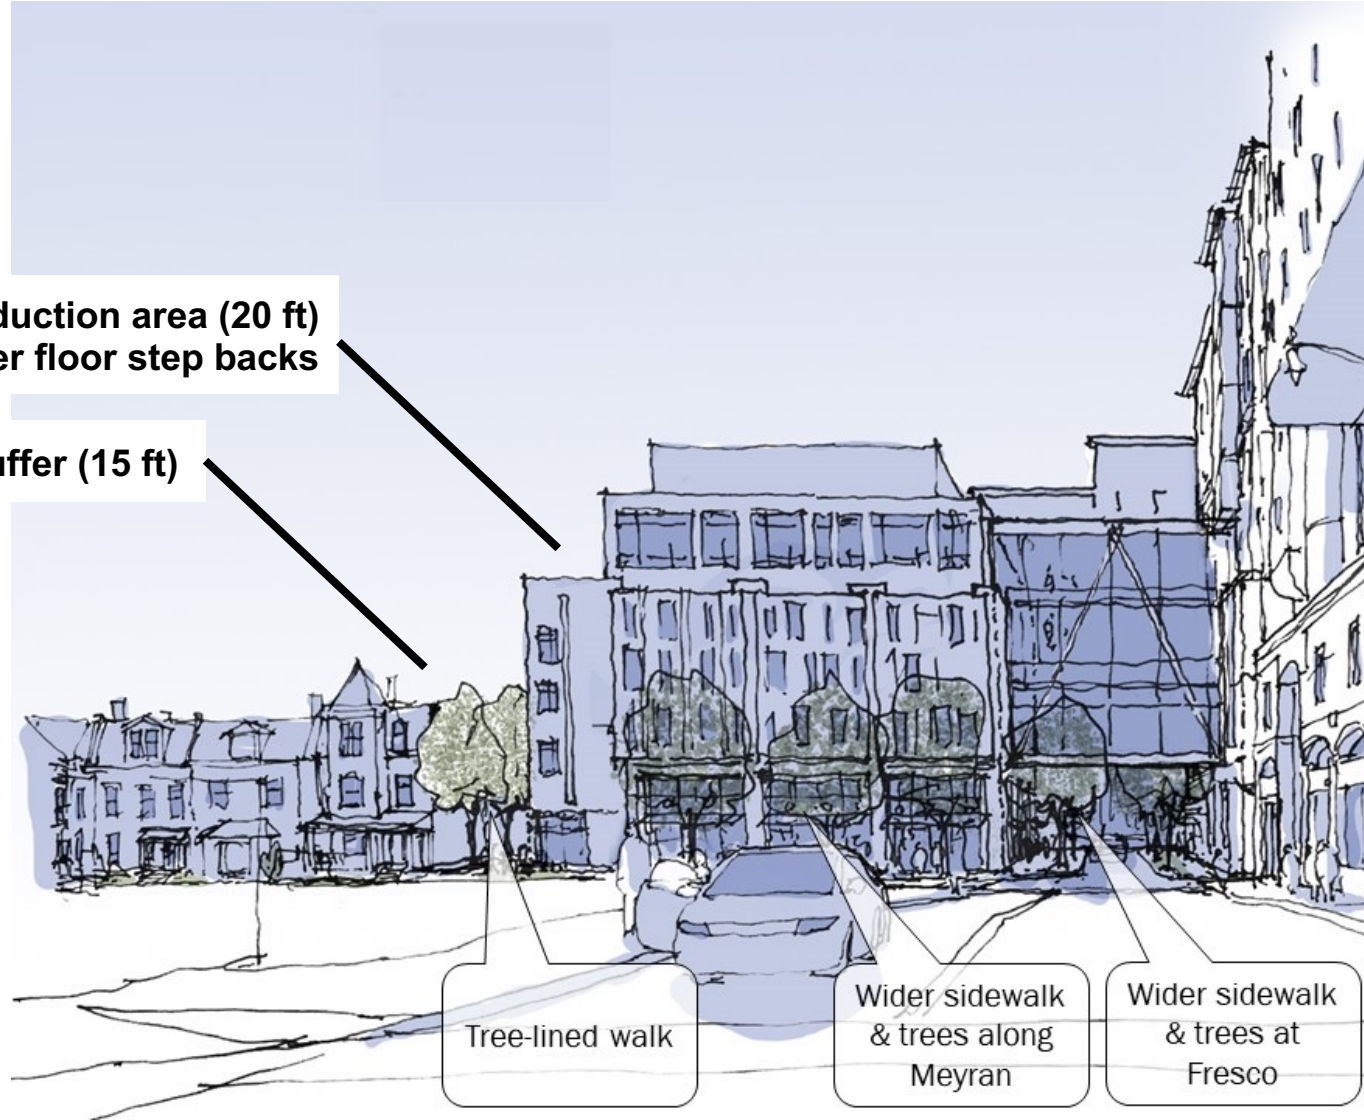 duction area (20 ft)
er floor step backs
uffer (15 ft)
Tree-lined walk
Wider sidewalk
& trees along
Meyran
Wider sidewalk
& trees at
Fresco